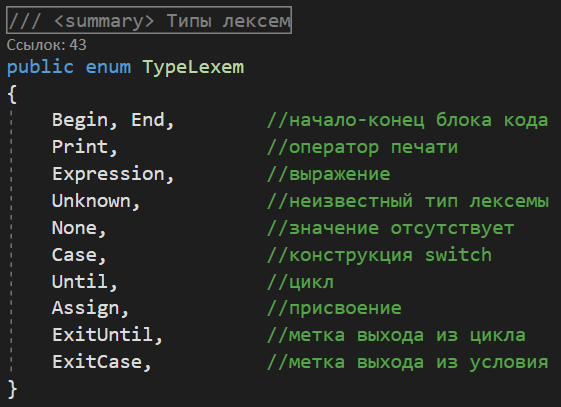 /// <summary> Типы лексем
Ссылок: 43
public enum TypeLexem
{
Begin, End, //начало-конец блока кода
Print, //оператор печати
Expression, //выражение
Unknown, //неизвестный тип лексемы
None, //значение отсутствует
Case, //конструкция switch
Until, //цикл
Assign, //присвоение
ExitUntil, //метка выхода из цикла
ExitCase, //метка выхода из условия
}